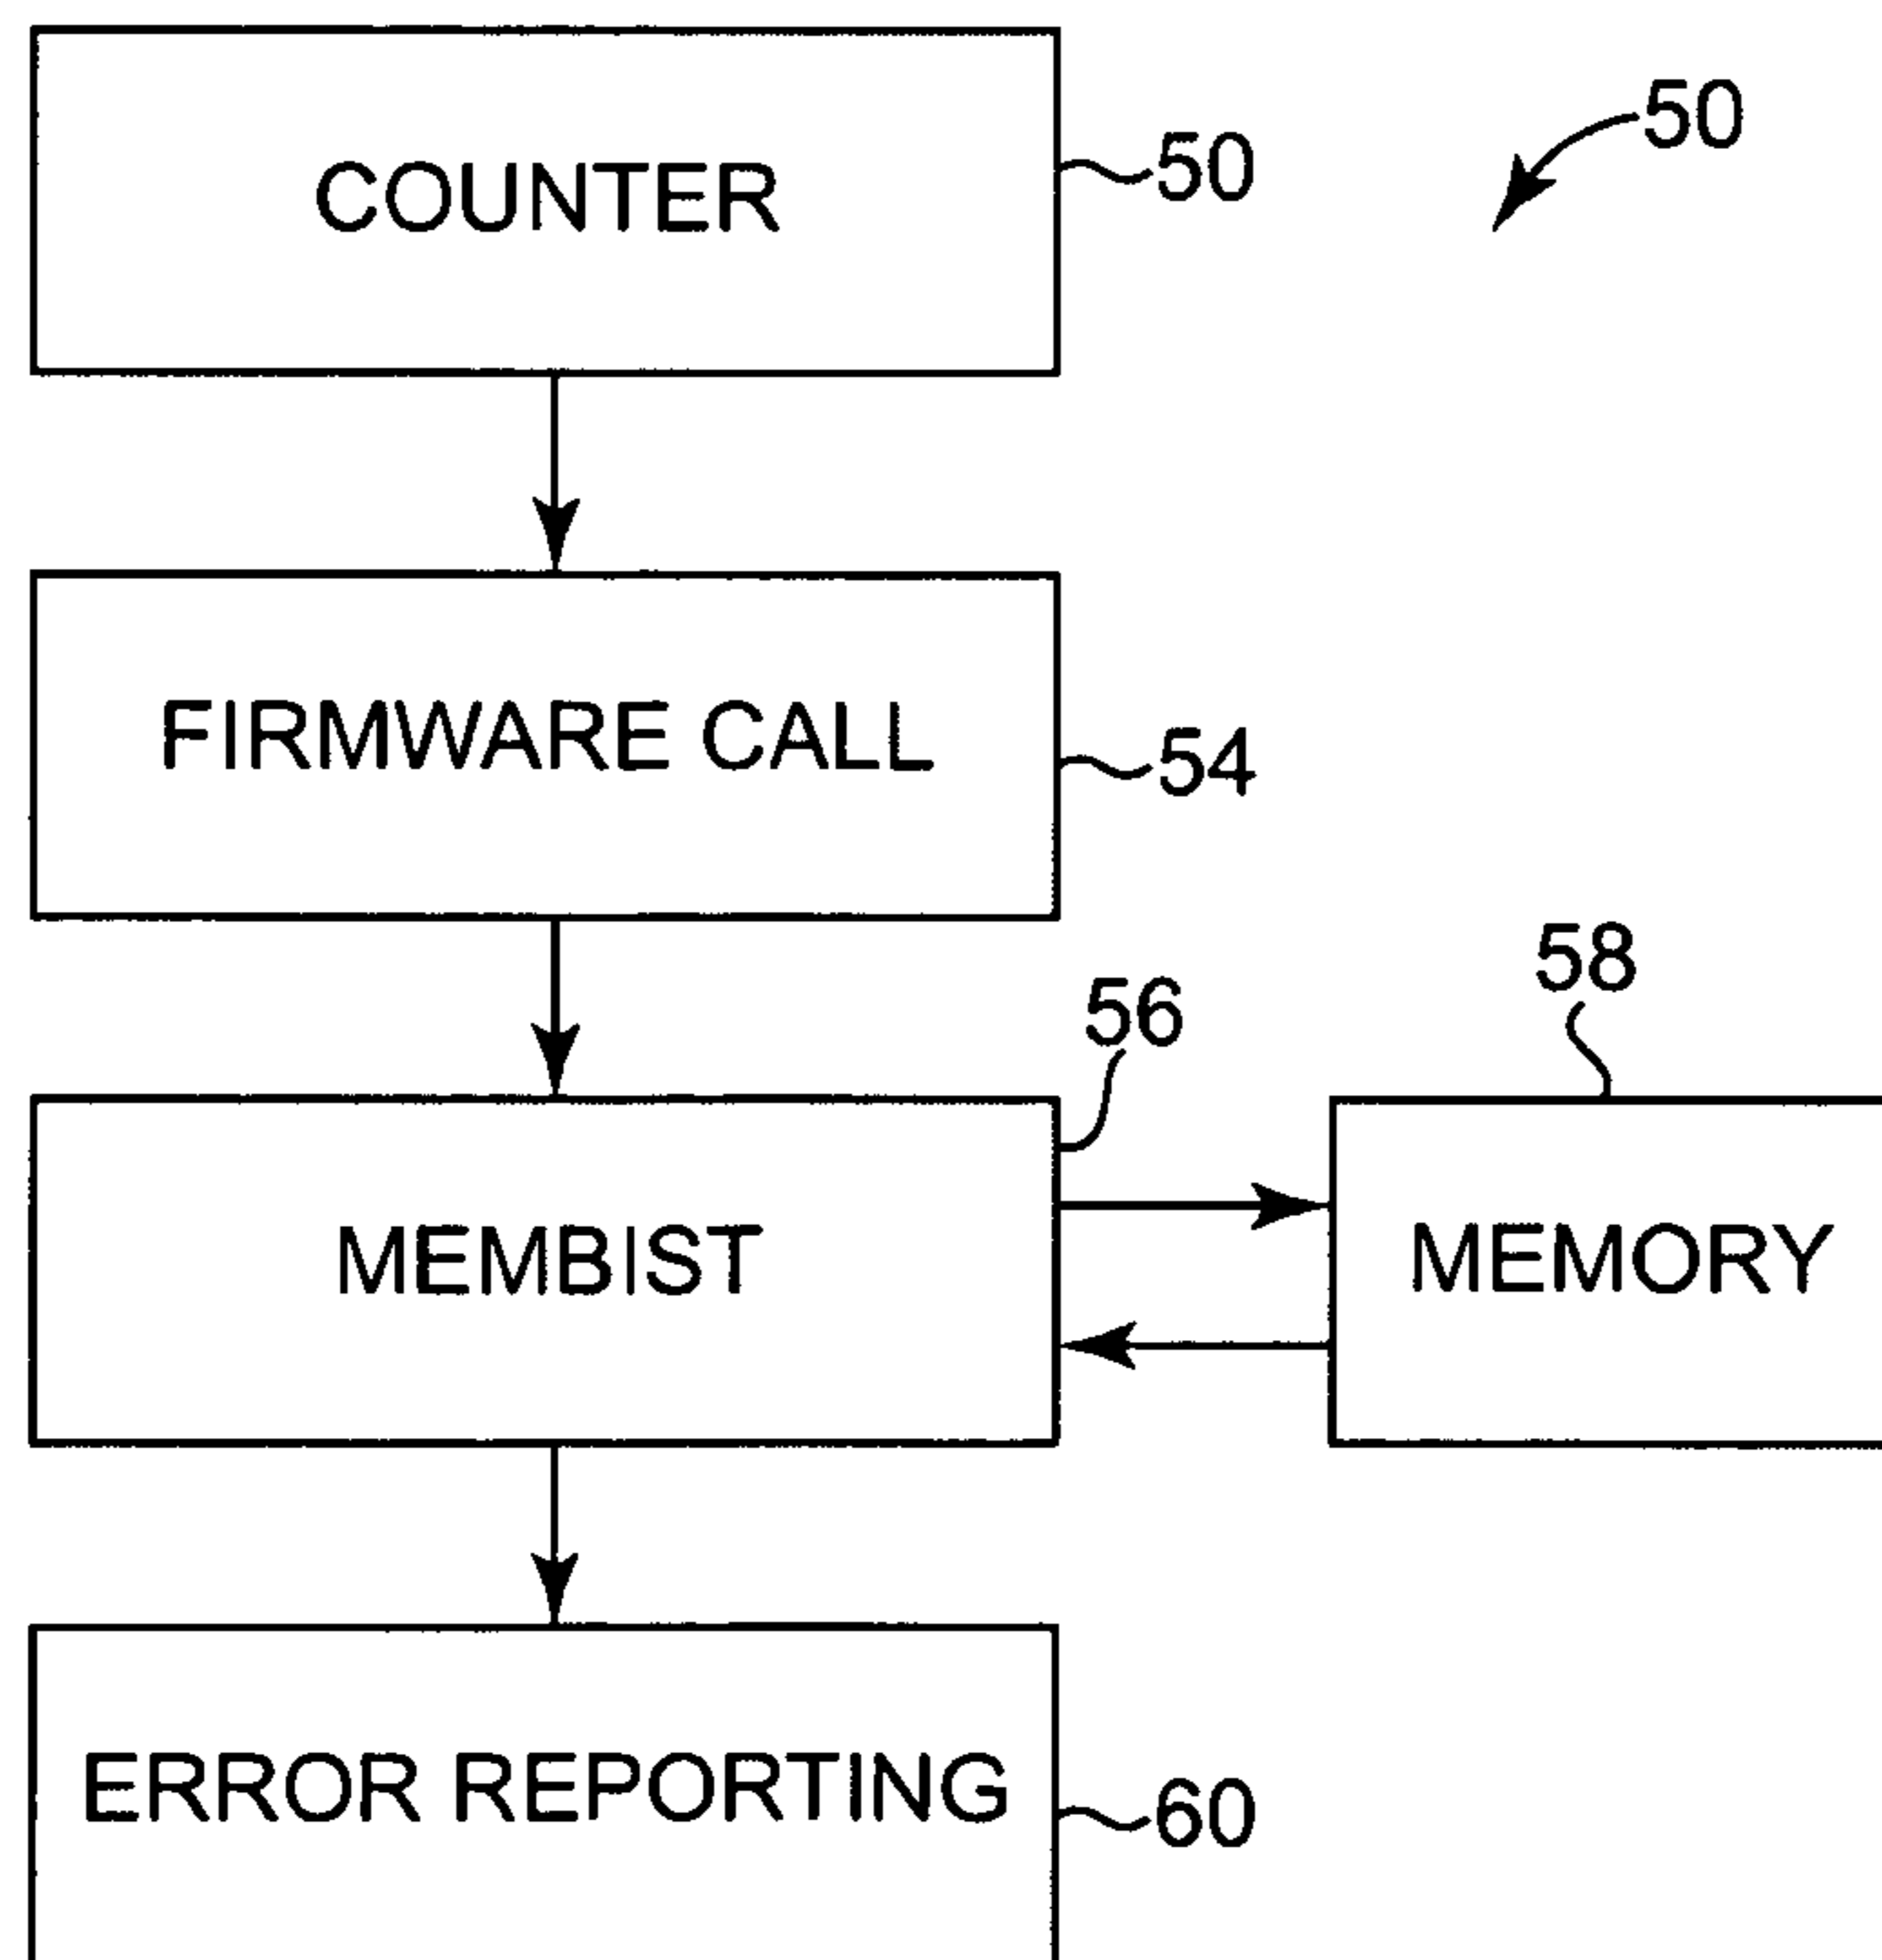 COUNTER
50
50
FIRMWARE CALL
54
56
58
MEMBIST
MEMORY
ERROR REPORTING
60